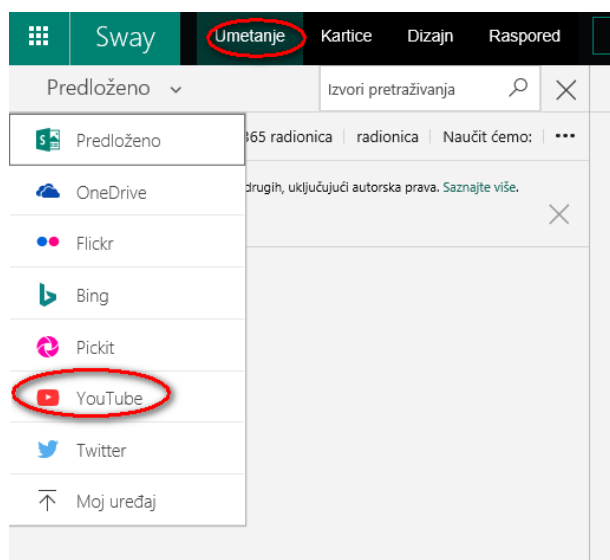 Sway Umetanje Kartice Dizajn Raspored
Predloženo Izvori pretraživanja
Predloženo 365 radionica radionica Naučit ćemo: •••
OneDrive drugih, uključujući autorska prava. Saznajte više.
Flickr
Bing
Pickit
YouTube
Twitter
Moj uređaj